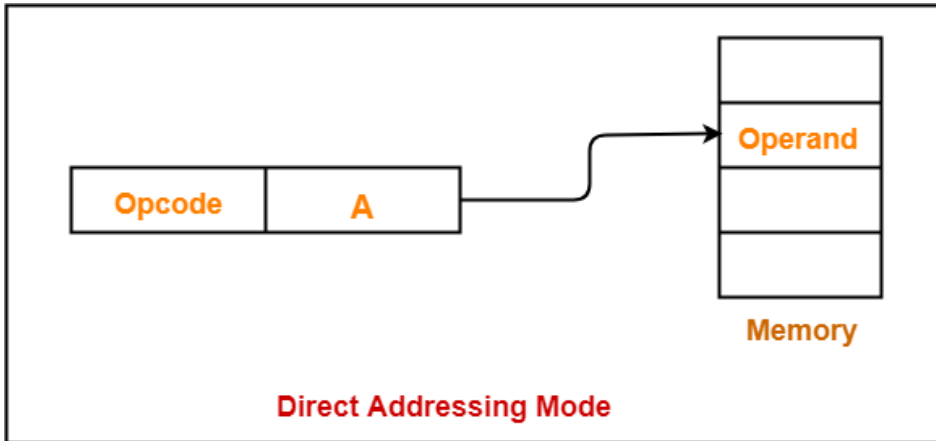 Opcode
A
Operand
Memory
Direct Addressing Mode